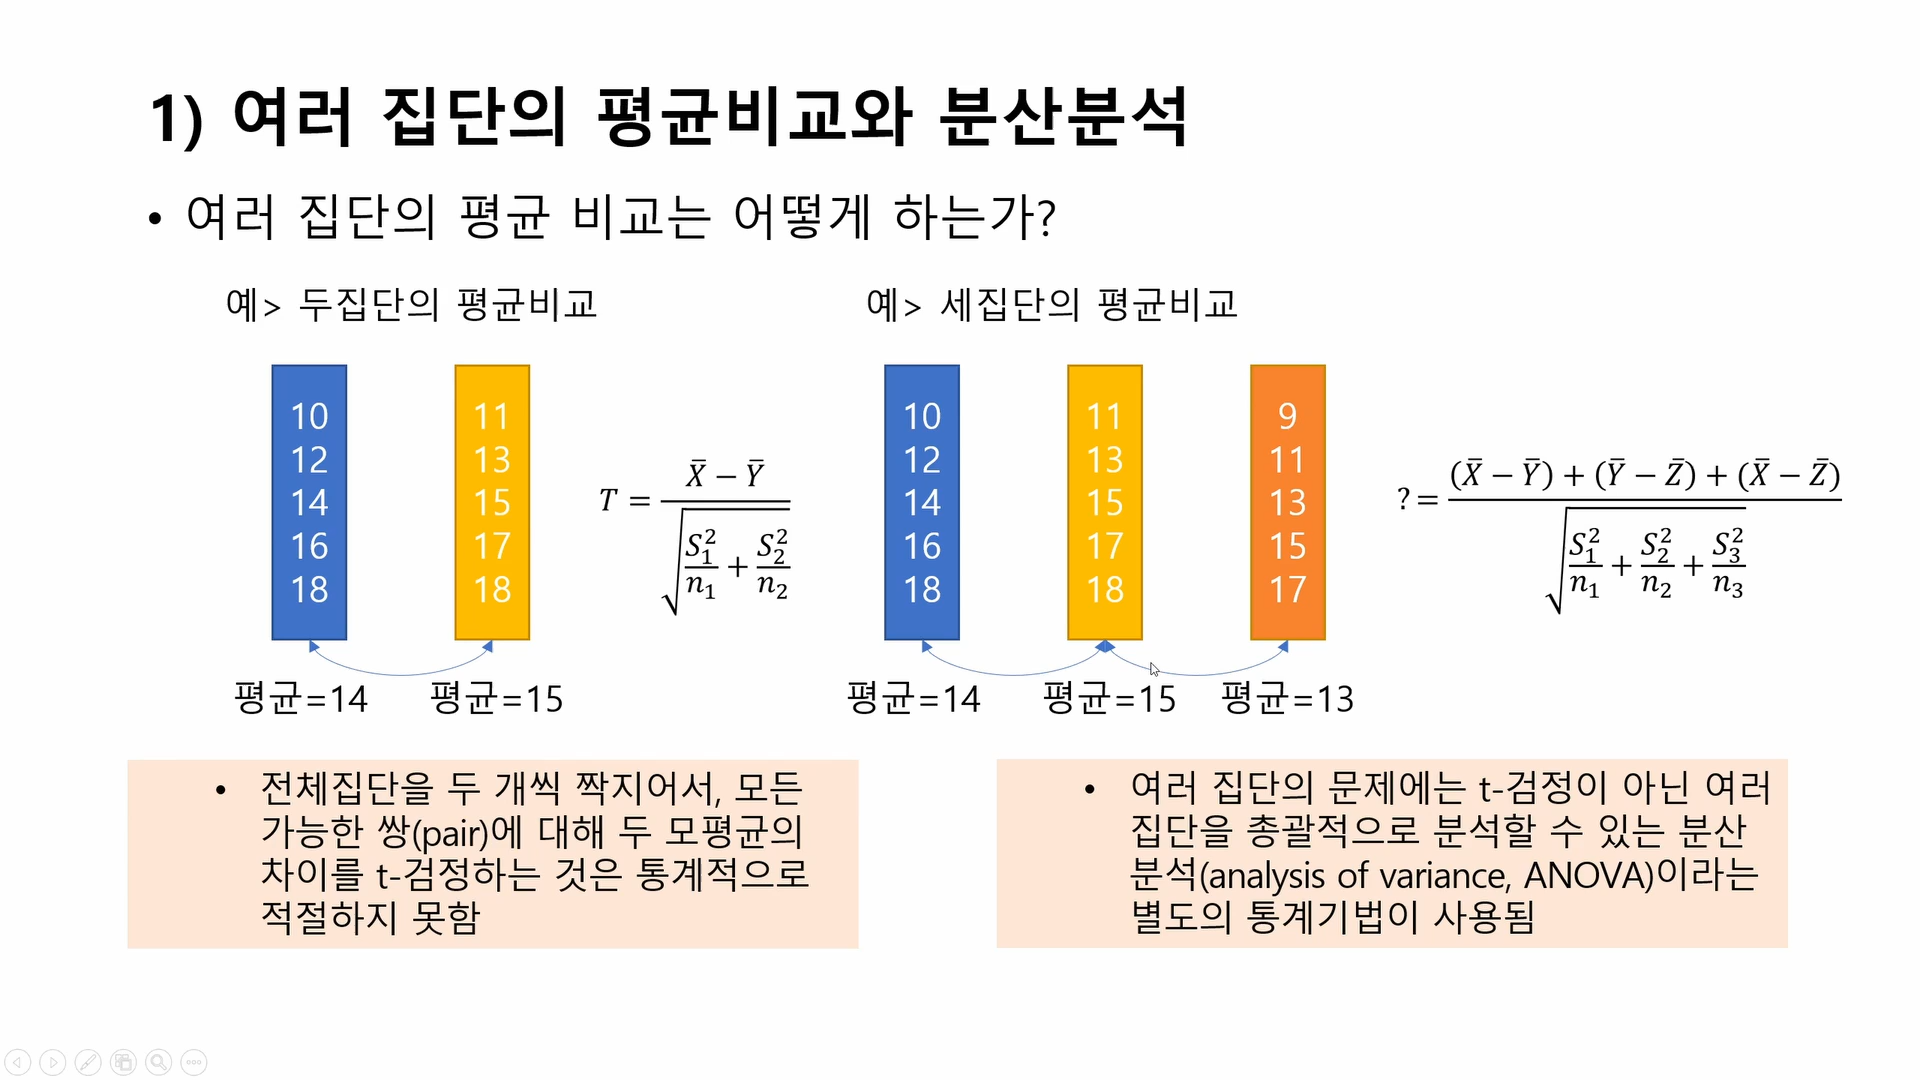 1) 여러 집단의 평균비교와 분산분석
• 여러 집단의 평균 비교는 어떻게 하는가?
예> 두집단의 평균비교
10
12
14
16
18
11
13
15
17
18
T = (X̄ − Ȳ) / √(S₁²/n₁ + S₂²/n₂)
평균=14
평균=15
예> 세집단의 평균비교
10
12
14
16
18
11
13
15
17
18
9
11
13
15
17
? = ((X̄ − Ȳ) + (Ȳ − Z̄) + (X̄ − Z̄)) / √(S₁²/n₁ + S₂²/n₂ + S₃²/n₃)
평균=14
평균=15
평균=13
• 전체집단을 두 개씩 짝지어서, 모든
가능한 쌍(pair)에 대해 두 모평균의
차이를 t-검정하는 것은 통계적으로
적절하지 못함
• 여러 집단의 문제에는 t-검정이 아닌 여러
집단을 총괄적으로 분석할 수 있는 분산
분석(analysis of variance, ANOVA)이라는
별도의 통계기법이 사용됨